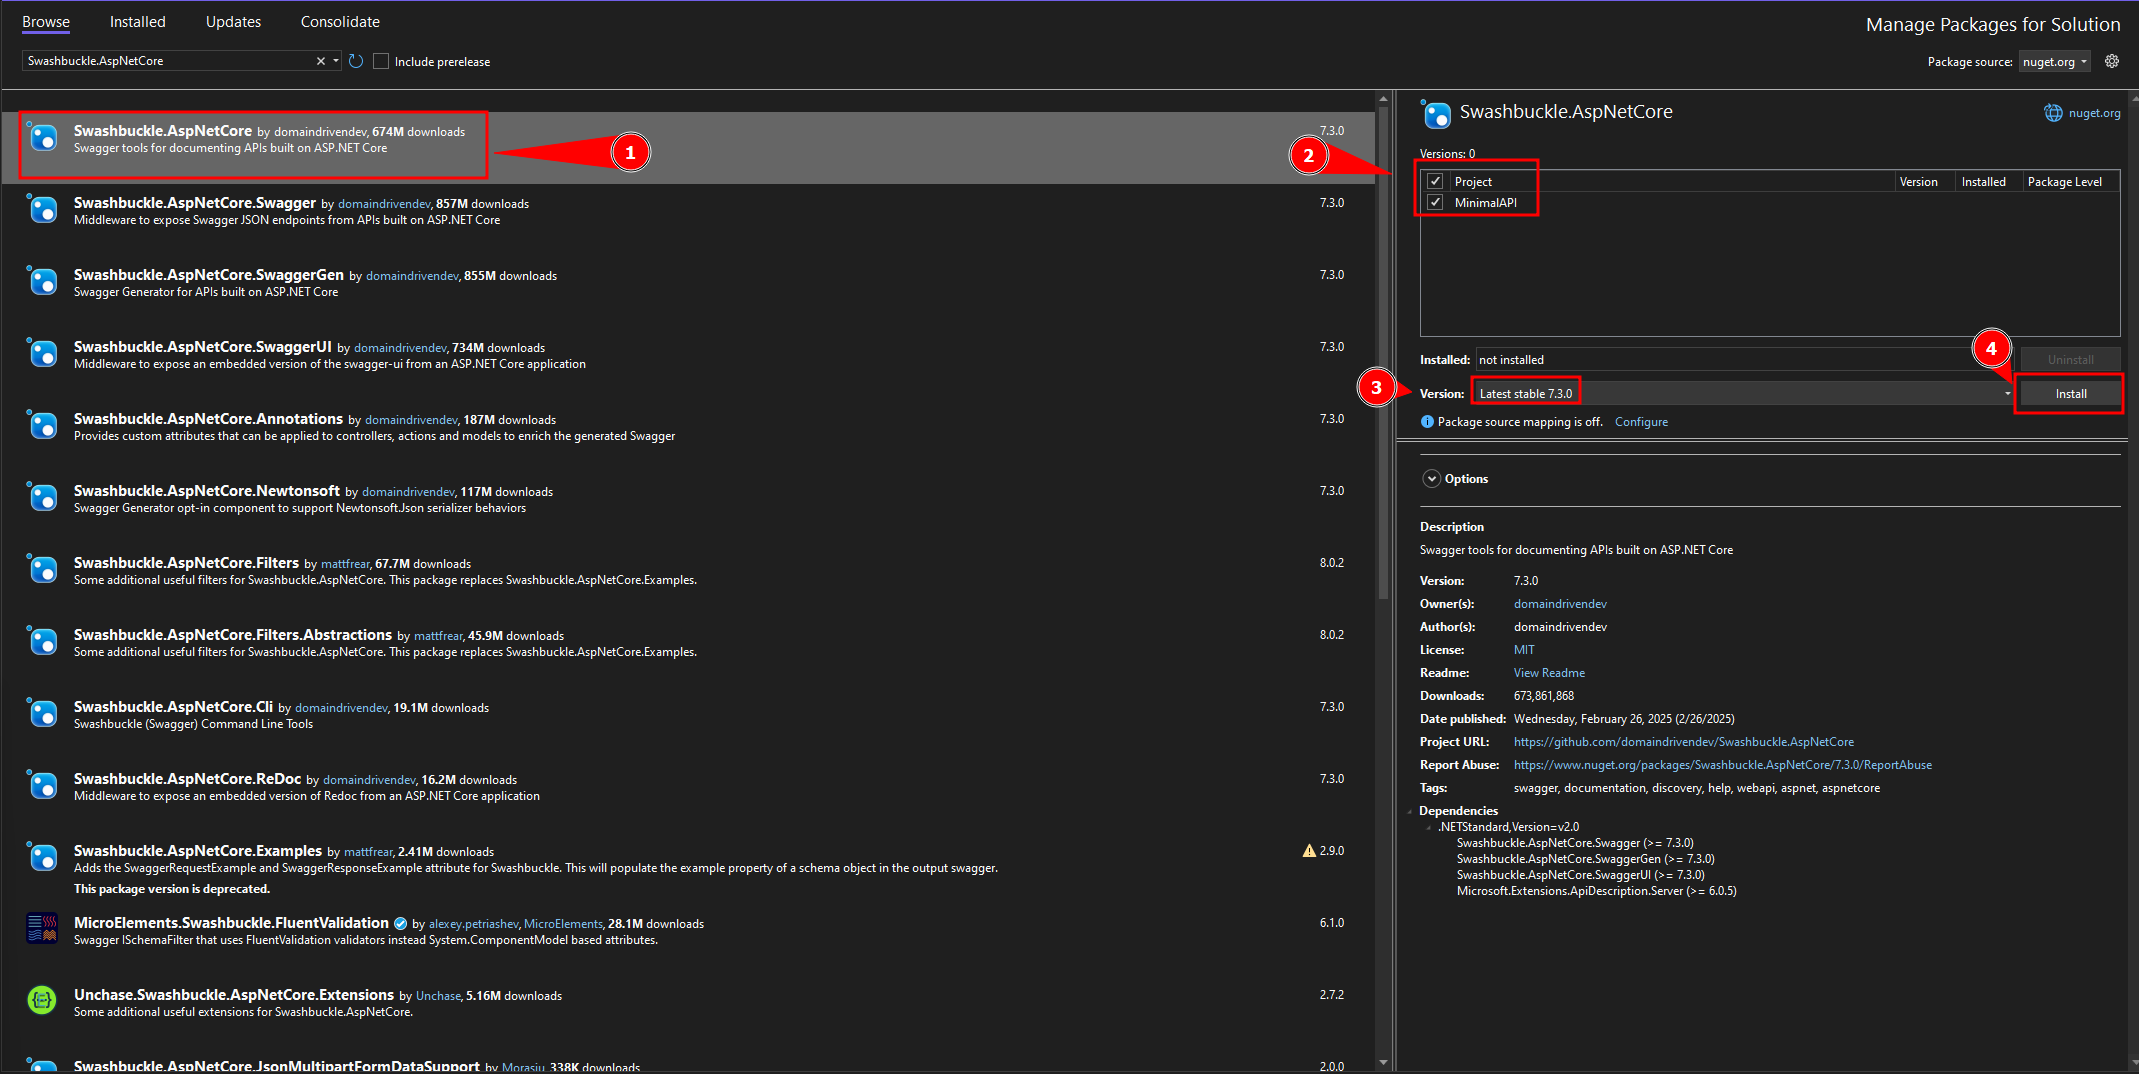 Browse Installed Updates Consolidate
Manage Packages for Solution
Swashbuckle.AspNetCore
Include prerelease
Package source: nuget.org
Swashbuckle.AspNetCore by domaindrivendev, 674M downloads 7.3.0
Swagger tools for documenting APIs built on ASP.NET Core
1
Swashbuckle.AspNetCore.Swagger by domaindrivendev, 857M downloads 7.3.0
Middleware to expose Swagger JSON endpoints from APIs built on ASP.NET Core
Swashbuckle.AspNetCore.SwaggerGen by domaindrivendev, 855M downloads 7.3.0
Swagger Generator for APIs built on ASP.NET Core
Swashbuckle.AspNetCore.SwaggerUI by domaindrivendev, 734M downloads 7.3.0
Middleware to expose an embedded version of the swagger-ui from an ASP.NET Core application
Swashbuckle.AspNetCore.Annotations by domaindrivendev, 187M downloads 7.3.0
Provides custom attributes that can be applied to controllers, actions and models to enrich the generated Swagger
Swashbuckle.AspNetCore.Newtonsoft by domaindrivendev, 117M downloads 7.3.0
Swagger Generator opt-in component to support Newtonsoft.Json serializer behaviors
Swashbuckle.AspNetCore.Filters by mattfrear, 67.7M downloads 8.0.2
Some additional useful filters for Swashbuckle.AspNetCore. This package replaces Swashbuckle.AspNetCore.Examples.
Swashbuckle.AspNetCore.Filters.Abstractions by mattfrear, 45.9M downloads 8.0.2
Some additional useful filters for Swashbuckle.AspNetCore. This package replaces Swashbuckle.AspNetCore.Examples.
Swashbuckle.AspNetCore.Cli by domaindrivendev, 19.1M downloads 7.3.0
Swashbuckle (Swagger) Command Line Tools
Swashbuckle.AspNetCore.ReDoc by domaindrivendev, 16.2M downloads 7.3.0
Middleware to expose an embedded version of Redoc from an ASP.NET Core application
Swashbuckle.AspNetCore.Examples by mattfrear, 2.41M downloads 2.9.0
Adds the SwaggerRequestExample and SwaggerResponseExample attribute for Swashbuckle. This will populate the example property of a schema object in the output swagger.
This package version is deprecated.
MicroElements.Swashbuckle.FluentValidation by alexey.petriashev, MicroElements, 28.1M downloads 6.1.0
Swagger ISchemaFilter that uses FluentValidation validators instead System.ComponentModel based attributes.
Unchase.Swashbuckle.AspNetCore.Extensions by Unchase, 5.16M downloads 2.7.2
Some additional useful extensions for Swashbuckle.AspNetCore.
Swashbuckle.AspNetCore.JsonMultipartFormDataSupport by Morasiu, 338K downloads 2.0.0
Swashbuckle.AspNetCore nuget.org
2
Versions: 0
Project Version Installed Package Level
MinimalAPI
Installed: not installed Uninstall
4
3
Version: Latest stable 7.3.0 Install
Package source mapping is off. Configure
Options
Description
Swagger tools for documenting APIs built on ASP.NET Core
Version: 7.3.0
Owner(s): domaindrivendev
Author(s): domaindrivendev
License: MIT
Readme: View Readme
Downloads: 673,861,868
Date published: Wednesday, February 26, 2025 (2/26/2025)
Project URL: https://github.com/domaindrivendev/Swashbuckle.AspNetCore
Report Abuse: https://www.nuget.org/packages/Swashbuckle.AspNetCore/7.3.0/ReportAbuse
Tags: swagger, documentation, discovery, help, webapi, aspnet, aspnetcore
Dependencies
.NETStandard,Version=v2.0
Swashbuckle.AspNetCore.Swagger (>= 7.3.0)
Swashbuckle.AspNetCore.SwaggerGen (>= 7.3.0)
Swashbuckle.AspNetCore.SwaggerUI (>= 7.3.0)
Microsoft.Extensions.ApiDescription.Server (>= 6.0.5)